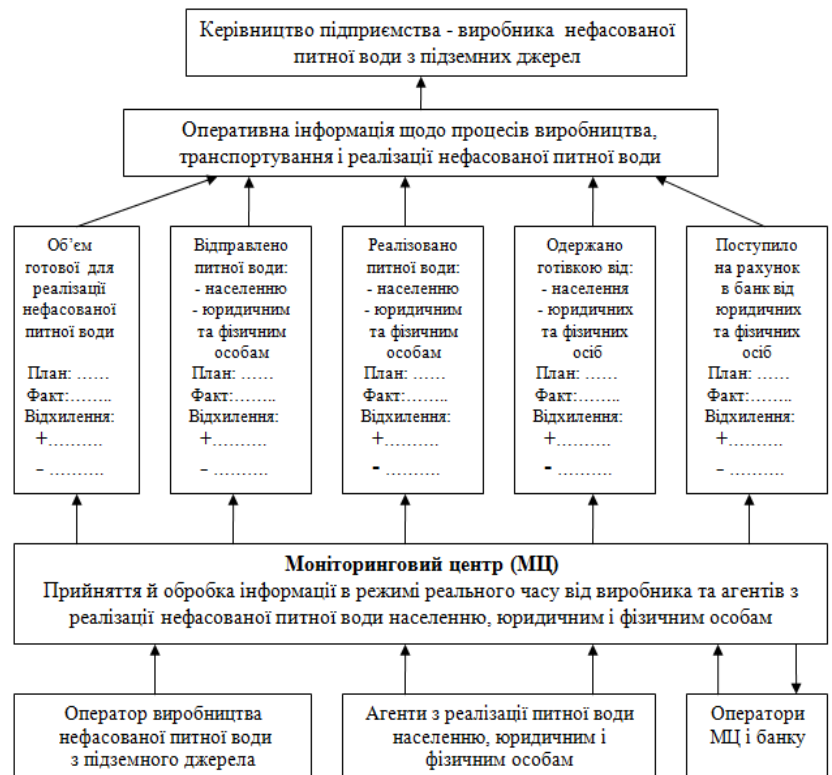 Керівництво підприємства - виробника нефасованої
питної води з підземних джерел
Оперативна інформація щодо процесів виробництва,
транспортування і реалізації нефасованої питної води
Об’єм
готової для
реалізації
нефасованої
питної води
План: ......
Факт:........
Відхилення:
+..........
- ..........
Відправлено
питної води:
- населенню
- юридичним
та фізичним
особам
План: ......
Факт:........
Відхилення:
+..........
- ..........
Реалізовано
питної води:
- населенню
- юридичним
та фізичним
особам
План: ......
Факт:........
Відхилення:
+..........
- ..........
Одержано
готівкою від:
- населення
- юридичних
та фізичних
осіб
План: ......
Факт:........
Відхилення:
+..........
- ..........
Поступило
на рахунок
в банк від
юридичних
та фізичних
осіб
План: ......
Факт:........
Відхилення:
+..........
- ..........
Моніторинговий центр (МЦ)
Прийняття й обробка інформації в режимі реального часу від виробника та агентів з
реалізації нефасованої питної води населенню, юридичним і фізичним особам
Оператор виробництва
нефасованої питної води
з підземного джерела
Агенти з реалізації питної води
населенню, юридичним і
фізичним особам
Оператори
МЦ і банку